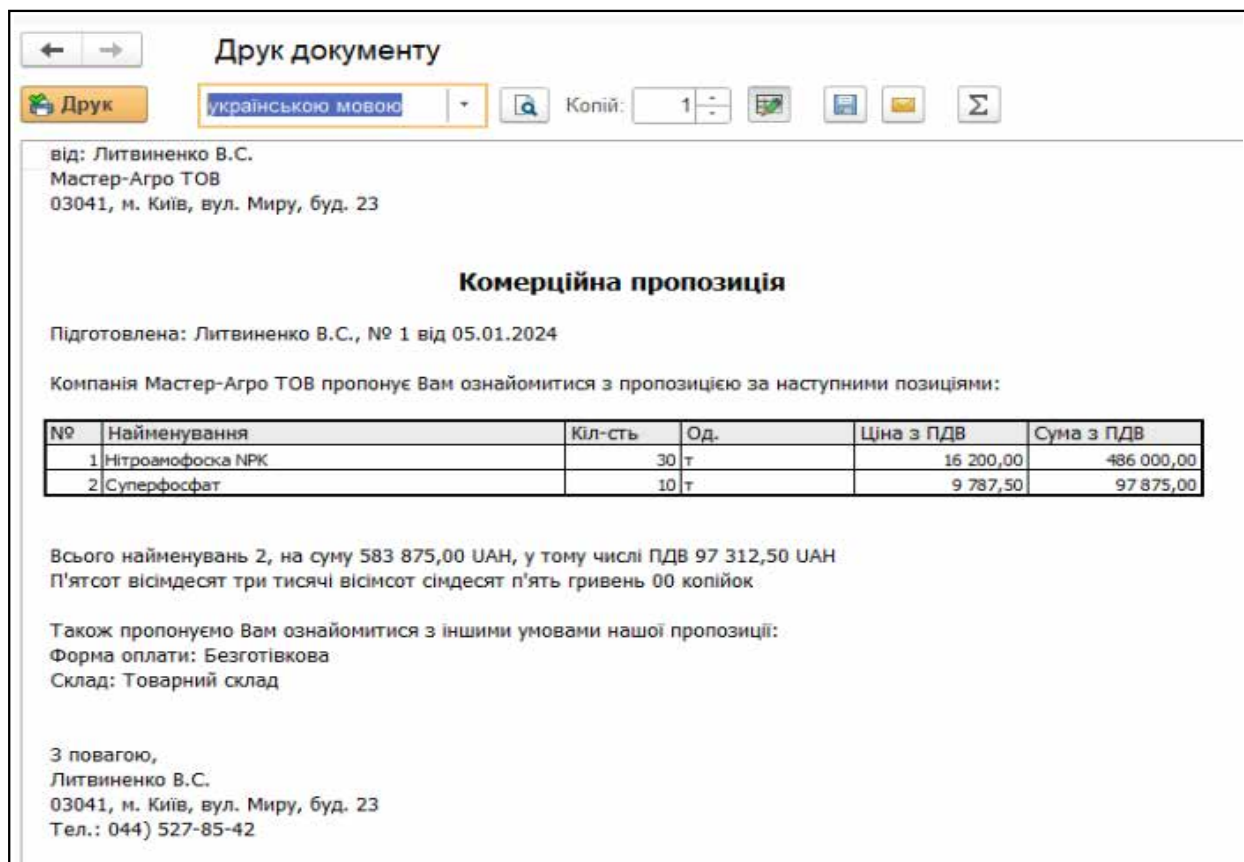 Друк документу
Друк українською мовою Копій: 1 Σ
від: Литвиненко В.С.
Мастер-Агро ТОВ
03041, м. Київ, вул. Миру, буд. 23
Комерційна пропозиція
Підготовлена: Литвиненко В.С., № 1 від 05.01.2024
Компанія Мастер-Агро ТОВ пропонує Вам ознайомитися з пропозицією за наступними позиціями:
№ Найменування Кіл-сть Од. Ціна з ПДВ Сума з ПДВ
1 Нітроамофоска NPK 30 т 16 200,00 486 000,00
2 Суперфосфат 10 т 9 787,50 97 875,00
Всього найменувань 2, на суму 583 875,00 UAH, у тому числі ПДВ 97 312,50 UAH
П'ятсот вісімдесят три тисячі вісімсот сімдесят п'ять гривень 00 копійок
Також пропонуємо Вам ознайомитися з іншими умовами нашої пропозиції:
Форма оплати: Безготівкова
Склад: Товарний склад
З повагою,
Литвиненко В.С.
03041, м. Київ, вул. Миру, буд. 23
Тел.: 044) 527-85-42